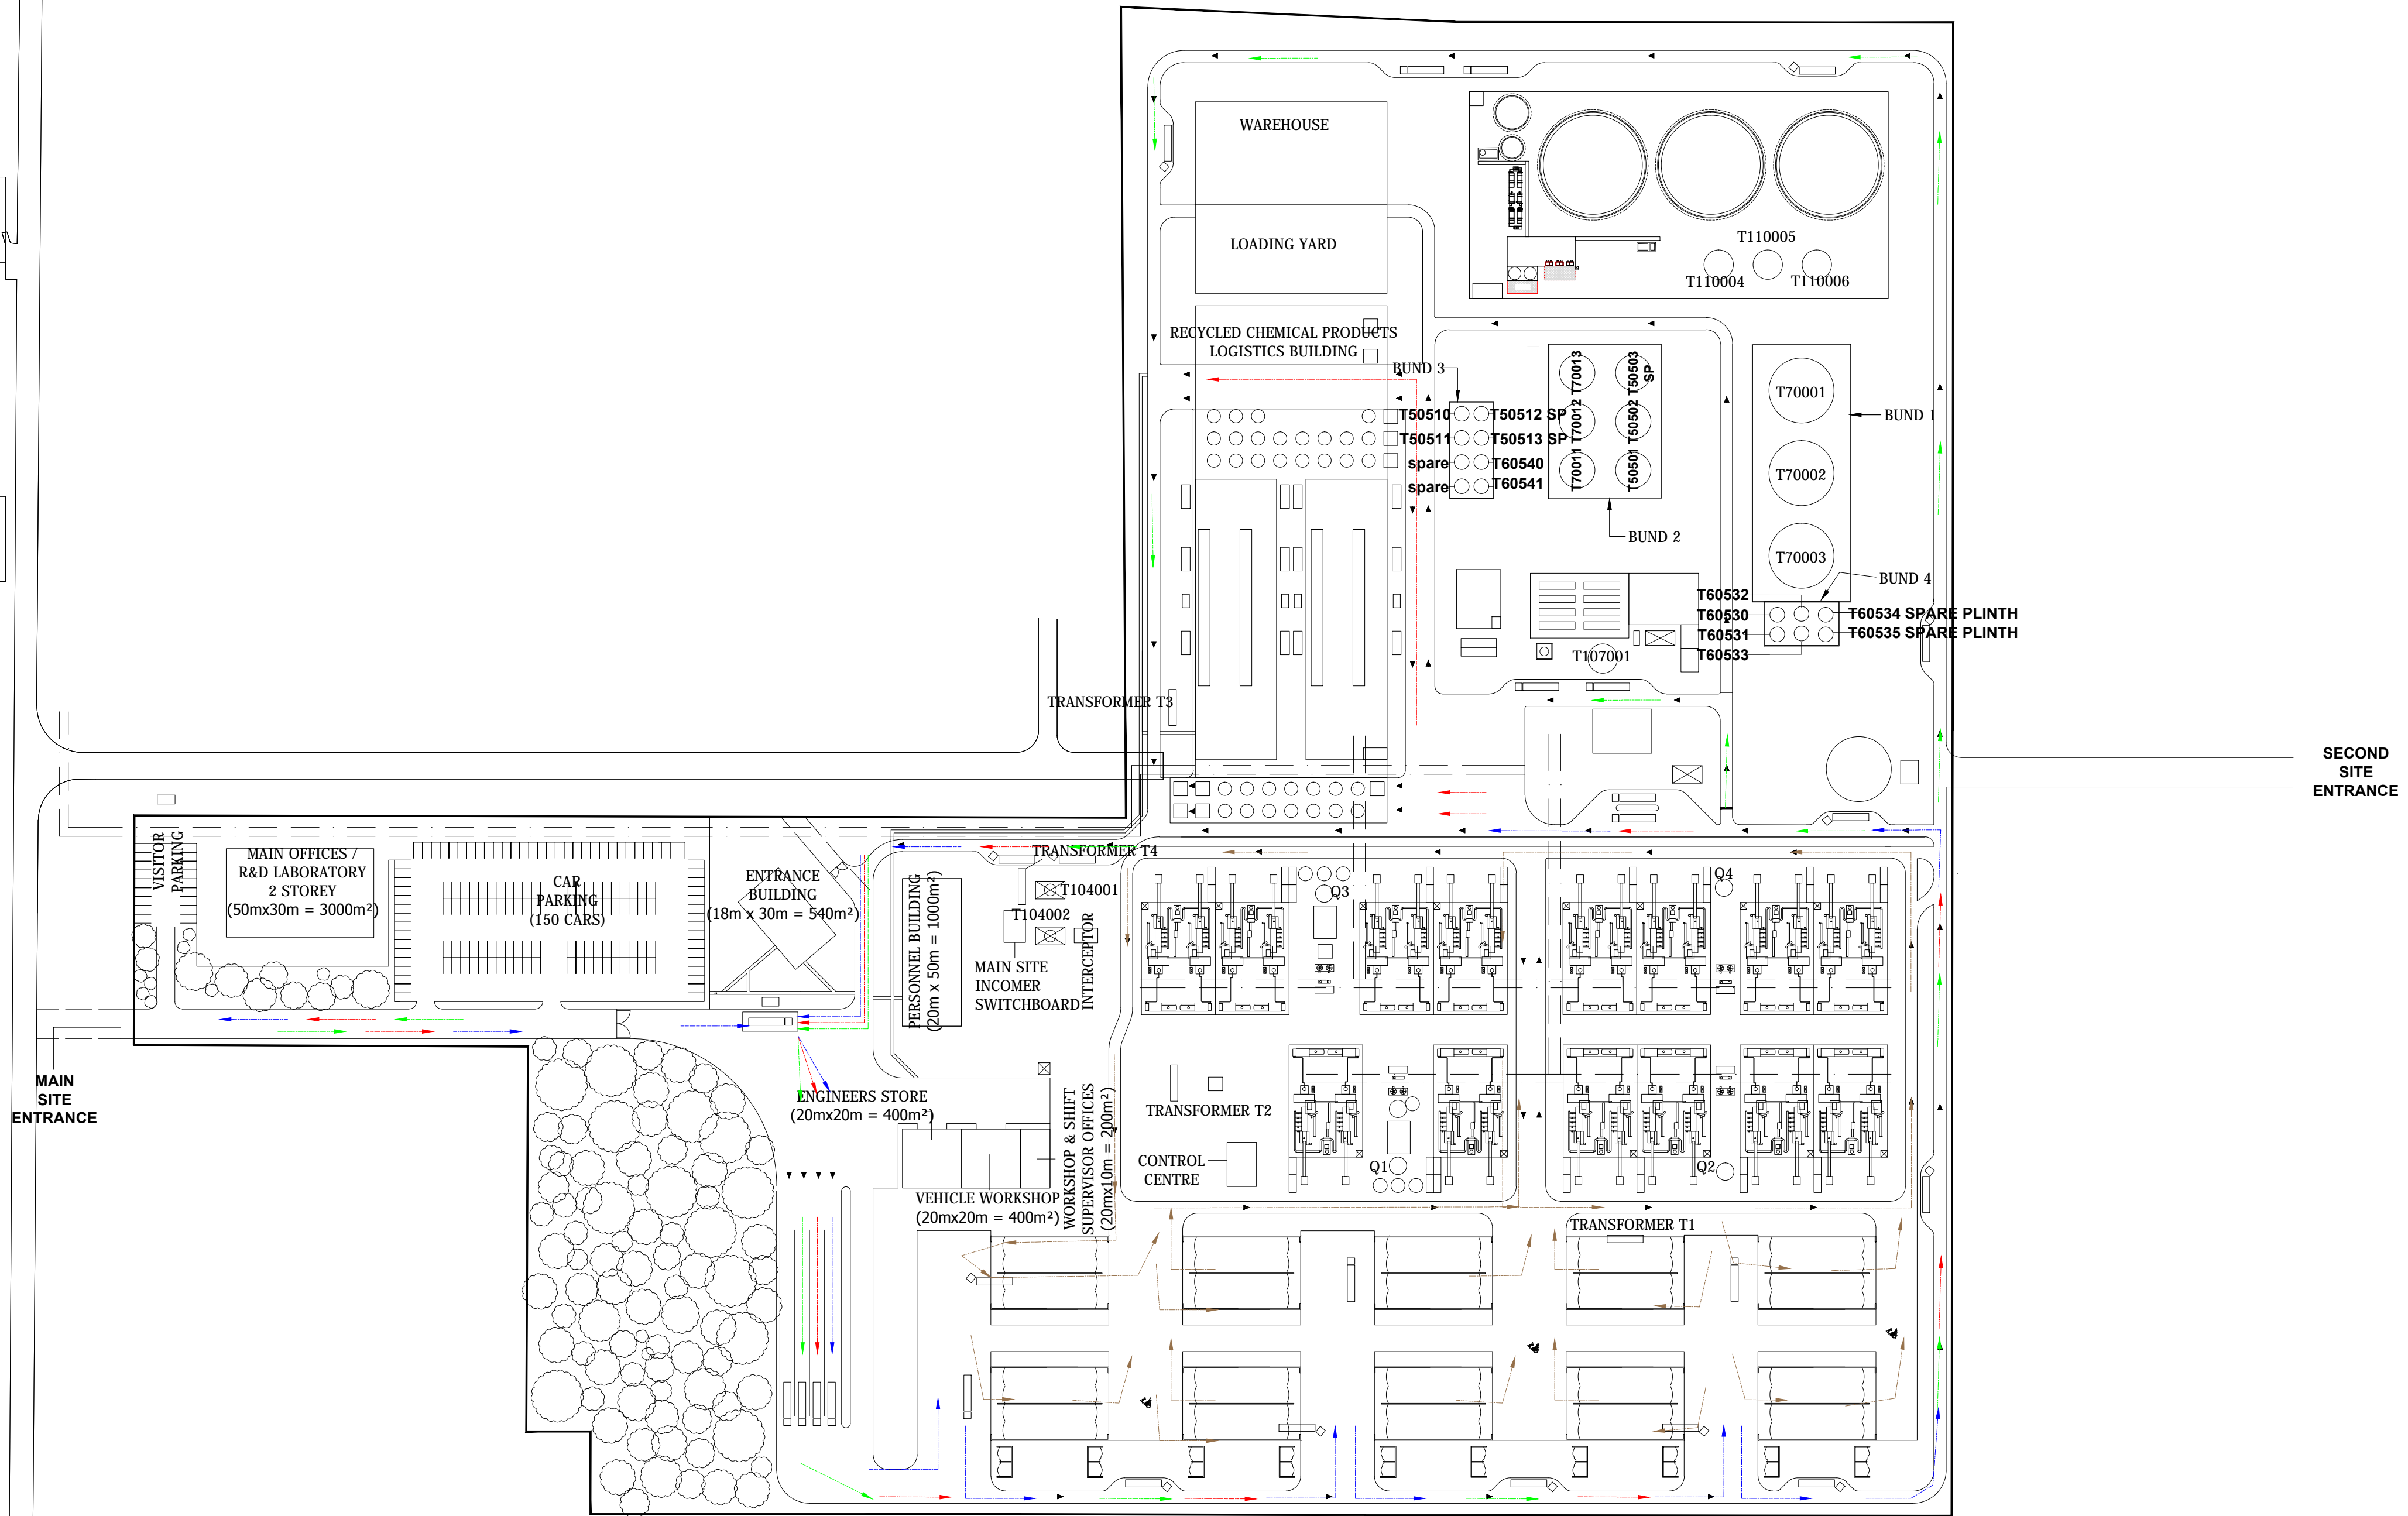 WAREHOUSE
LOADING YARD
T110005
T110004
T110006
RECYCLED CHEMICAL PRODUCTS
LOGISTICS BUILDING
BUND 3
T50510
T50512 SP
T50511
T50513 SP
spare
T60540
spare
T60541
T70013
T70012
T70011
T50503
SP
T50502
T50501
BUND 2
T70001
T70002
T70003
BUND 1
BUND 4
T60532
T60530
T60531
T60533
T60534 SPARE PLINTH
T60535 SPARE PLINTH
T107001
TRANSFORMER T3
SECOND
SITE
ENTRANCE
VISITOR
PARKING
MAIN OFFICES /
R&D LABORATORY
2 STOREY
(50mx30m = 3000m²)
CAR
PARKING
(150 CARS)
ENTRANCE
BUILDING
(18m x 30m = 540m²)
PERSONNEL BUILDING
(20m x 50m = 1000m²)
TRANSFORMER T4
T104001
T104002
MAIN SITE
INCOMER
SWITCHBOARD
INTERCEPTOR
Q3
Q4
MAIN
SITE
ENTRANCE
ENGINEERS STORE
(20mx20m = 400m²)
VEHICLE WORKSHOP
(20mx20m = 400m²)
WORKSHOP & SHIFT
SUPERVISOR OFFICES
(20mx10m = 200m²)
TRANSFORMER T2
CONTROL
CENTRE
Q1
Q2
TRANSFORMER T1